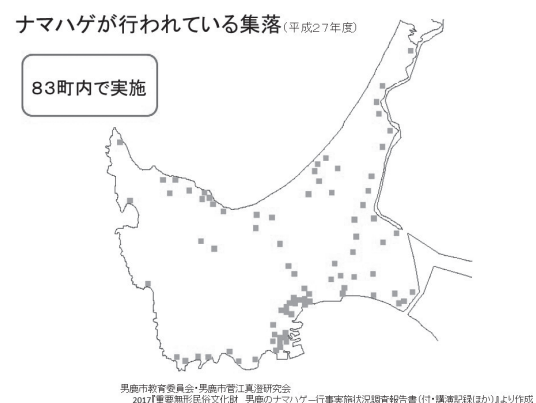 ナマハゲが行われている集落(平成27年度)
83町内で実施
男鹿市教育委員会・男鹿市菅江真澄研究会
2017『重要無形民俗文化財 男鹿のナマハゲー行事実施状況調査報告書(付・講演記録ほか)』より作成